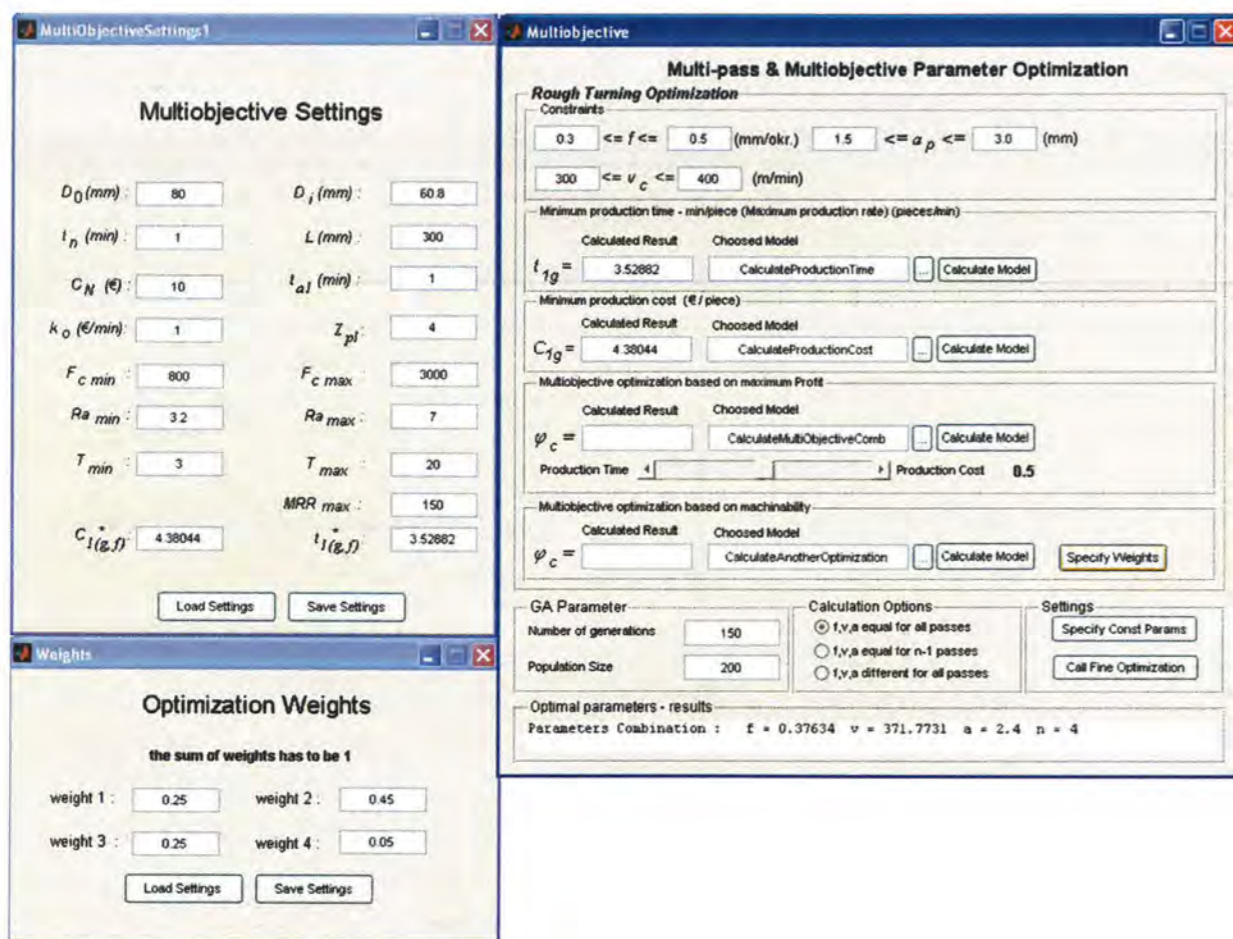 MultiObjectiveSettings1
Multiobjective Settings
D0 (mm) : 80 Di (mm) : 60.8
tn (min) : 1 L (mm) : 300
CN (€) : 10 ta1 (min) : 1
ko (€/min): 1 Zpl: 4
Fc min : 800 Fc max : 3000
Ra min : 3.2 Ra max : 7
Tmin : 3 Tmax : 20
MRR max : 150
C*1(g,f) : 4.38044 t*1(g,f) : 3.52882
Load Settings Save Settings
Weights
Optimization Weights
the sum of weights has to be 1
weight 1 : 0.25 weight 2 : 0.45
weight 3 : 0.25 weight 4 : 0.05
Load Settings Save Settings
Multiobjective
Multi-pass & Multiobjective Parameter Optimization
Rough Turning Optimization
Constraints
0.3 <= f <= 0.5 (mm/okr.) 1.5 <= ap <= 3.0 (mm)
300 <= vc <= 400 (m/min)
Minimum production time - min/piece (Maximum production rate) (pieces/min)
Calculated Result Choosed Model
t1g = 3.52882 CalculateProductionTime ... Calculate Model
Minimum production cost (€ / piece)
Calculated Result Choosed Model
C1g = 4.38044 CalculateProductionCost ... Calculate Model
Multiobjective optimization based on maximum Profit
Calculated Result Choosed Model
φc = CalculateMultiObjectiveComb ... Calculate Model
Production Time Production Cost 0.5
Multiobjective optimization based on machinability
Calculated Result Choosed Model
φc = CalculateAnotherOptimization ... Calculate Model Specify Weights
GA Parameter
Number of generations 150
Population Size 200
Calculation Options
f,v,a equal for all passes
f,v,a equal for n-1 passes
f,v,a different for all passes
Settings
Specify Const Params
Call Fine Optimization
Optimal parameters - results
Parameters Combination : f = 0.37634 v = 371.7731 a = 2.4 n = 4